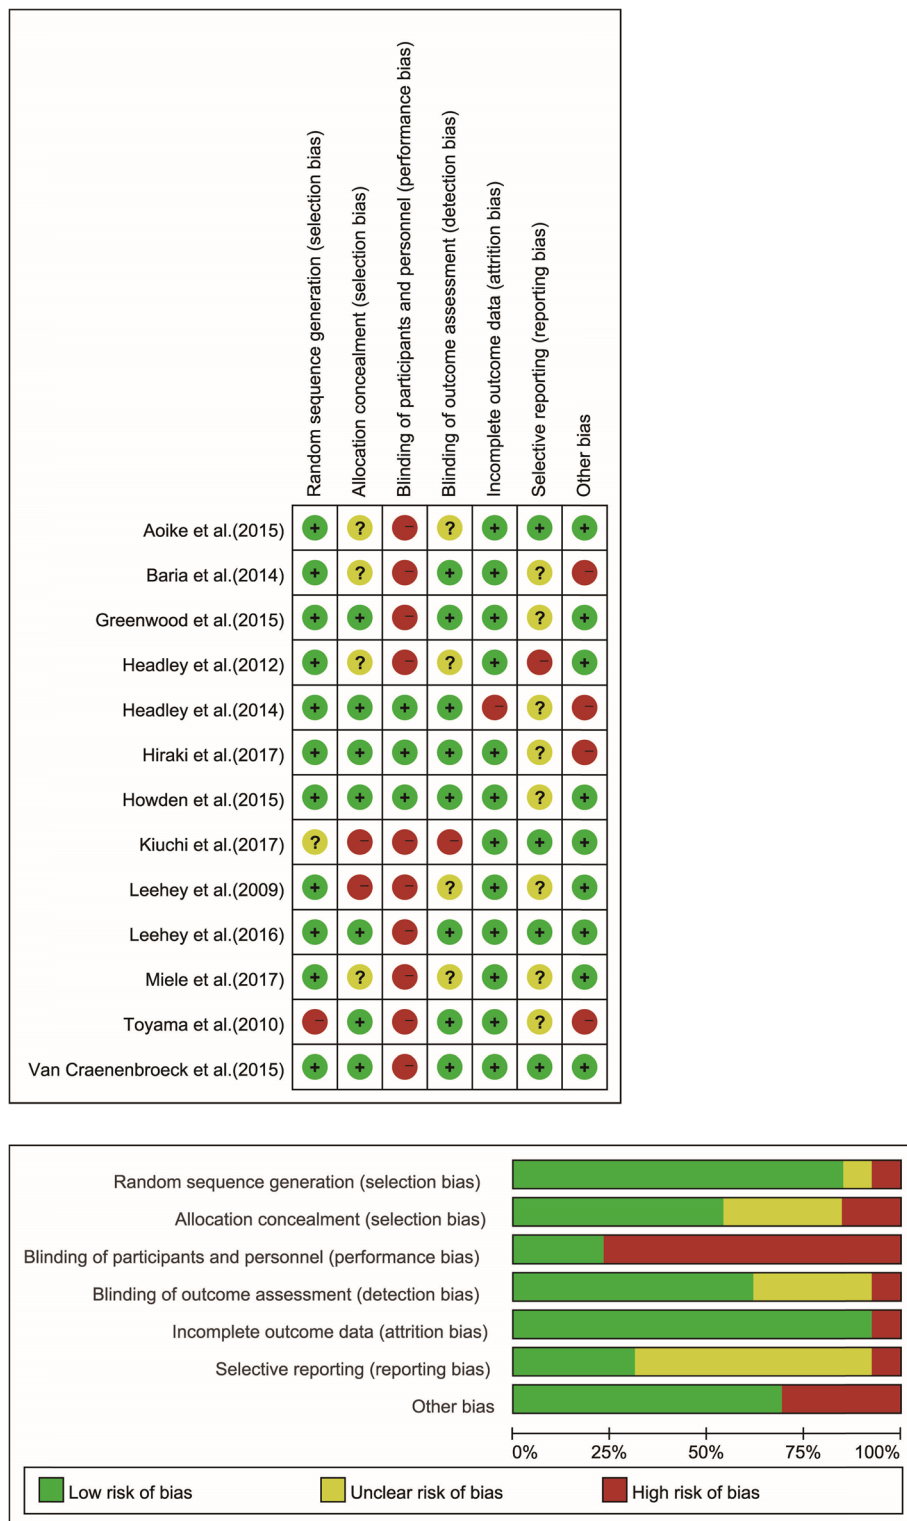 Random sequence generation (selection bias)
Allocation concealment (selection bias)
Blinding of participants and personnel (performance bias)
Blinding of outcome assessment (detection bias)
Incomplete outcome data (attrition bias)
Selective reporting (reporting bias)
Other bias
Aoike et al.(2015) + ? − ? + + +
Baria et al.(2014) + ? − + + ? −
Greenwood et al.(2015) + + − + + ? +
Headley et al.(2012) + ? − ? + − +
Headley et al.(2014) + + + + − ? −
Hiraki et al.(2017) + + + + + ? −
Howden et al.(2015) + + + + + ? +
Kiuchi et al.(2017) ? − − − + + +
Leehey et al.(2009) + − − ? + ? +
Leehey et al.(2016) + + − + + + +
Miele et al.(2017) + ? − ? + ? +
Toyama et al.(2010) − + − + + ? −
Van Craenenbroeck et al.(2015) + + − + + + +
Random sequence generation (selection bias)
Allocation concealment (selection bias)
Blinding of participants and personnel (performance bias)
Blinding of outcome assessment (detection bias)
Incomplete outcome data (attrition bias)
Selective reporting (reporting bias)
Other bias
0% 25% 50% 75% 100%
Low risk of bias Unclear risk of bias High risk of bias